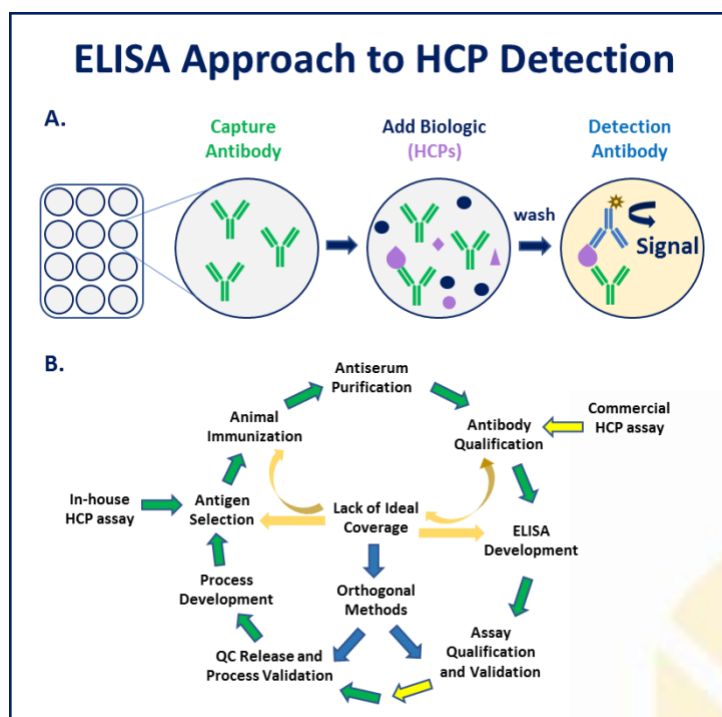 ELISA Approach to HCP Detection
A.
Capture
Antibody
Add Biologic
(HCPs)
Detection
Antibody
wash
Signal
B.
Antiserum
Purification
Animal
Immunization
Antibody
Qualification
Commercial
HCP assay
In-house
HCP assay
Antigen
Selection
Lack of Ideal
Coverage
ELISA
Development
Process
Development
Orthogonal
Methods
QC Release and
Process Validation
Assay
Qualification
and Validation